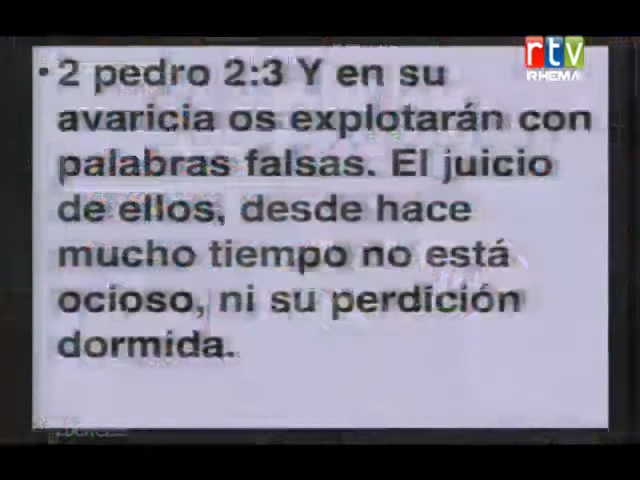 rtv
RHEMA
• 2 pedro 2:3 Y en su
avaricia os explotarán con
palabras falsas. El juicio
de ellos, desde hace
mucho tiempo no está
ocioso, ni su perdición
dormida.